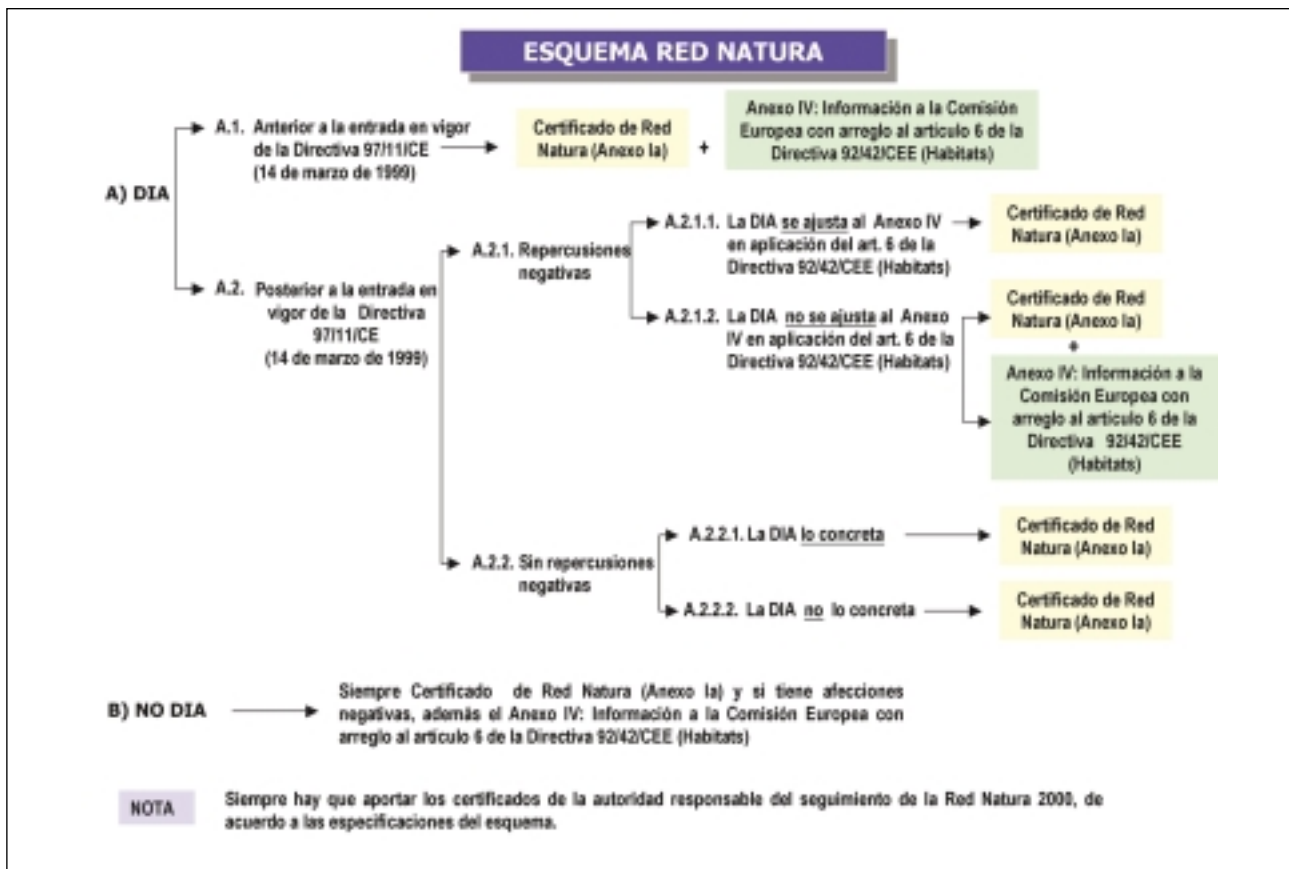 ESQUEMA RED NATURA
A) DIA
A.1. Anterior a la entrada en vigor
de la Directiva 97/11/CE
(14 de marzo de 1999)
Certificado de Red
Natura (Anexo Ia)
+
Anexo IV: Información a la Comisión
Europea con arreglo al artículo 6 de la
Directiva 92/42/CEE (Habitats)
A.2. Posterior a la entrada en
vigor de la Directiva
97/11/CE
(14 de marzo de 1999)
A.2.1. Repercusiones
negativas
A.2.1.1. La DIA se ajusta al Anexo IV
en aplicación del art. 6 de la
Directiva 92/42/CEE (Habitats)
Certificado de Red
Natura (Anexo Ia)
A.2.1.2. La DIA no se ajusta al Anexo
IV en aplicación del art. 6 de la
Directiva 92/42/CEE (Habitats)
Certificado de Red
Natura (Anexo Ia)
+
Anexo IV: Información a la
Comisión Europea con
arreglo al artículo 6 de la
Directiva 92/42/CEE
(Habitats)
A.2.2. Sin repercusiones
negativas
A.2.2.1. La DIA lo concreta
Certificado de Red
Natura (Anexo Ia)
A.2.2.2. La DIA no lo concreta
Certificado de Red
Natura (Anexo Ia)
B) NO DIA
Siempre Certificado de Red Natura (Anexo Ia) y si tiene afecciones
negativas, además el Anexo IV: Información a la Comisión Europea con
arreglo al artículo 6 de la Directiva 92/42/CEE (Habitats)
NOTA
Siempre hay que aportar los certificados de la autoridad responsable del seguimiento de la Red Natura 2000, de
acuerdo a las especificaciones del esquema.